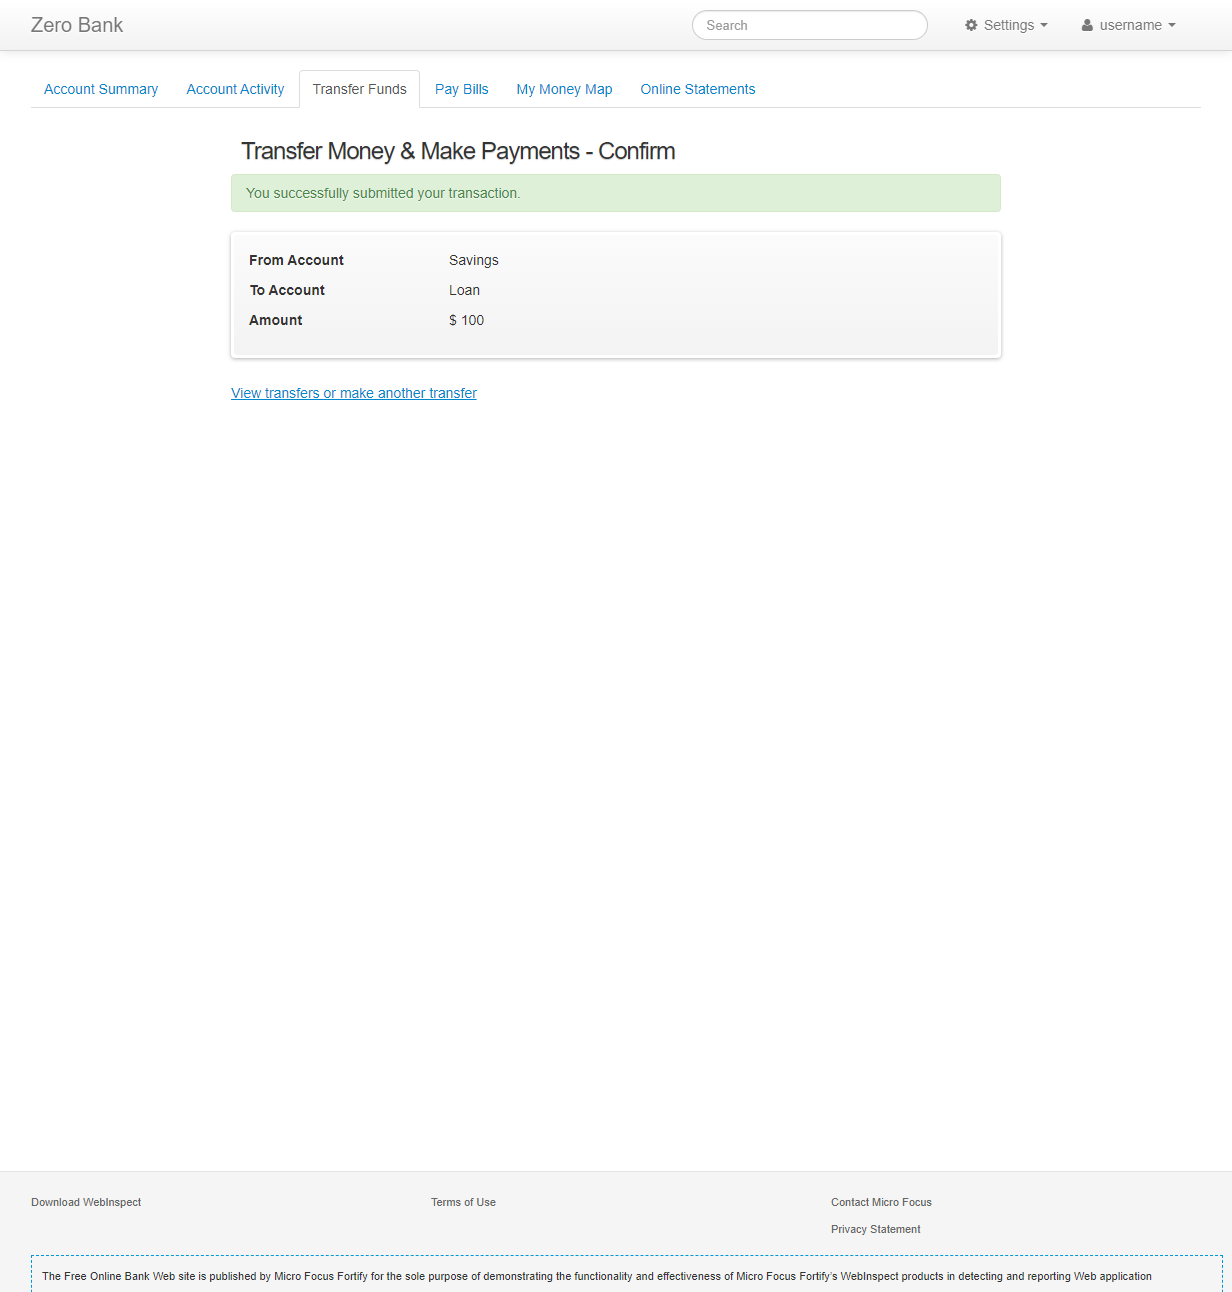 Zero Bank
Search
Settings
username
Account Summary
Account Activity
Transfer Funds
Pay Bills
My Money Map
Online Statements
Transfer Money & Make Payments - Confirm
You successfully submitted your transaction.
From Account Savings
To Account Loan
Amount $ 100
View transfers or make another transfer
Download WebInspect
Terms of Use
Contact Micro Focus
Privacy Statement
The Free Online Bank Web site is published by Micro Focus Fortify for the sole purpose of demonstrating the functionality and effectiveness of Micro Focus Fortify's WebInspect products in detecting and reporting Web application